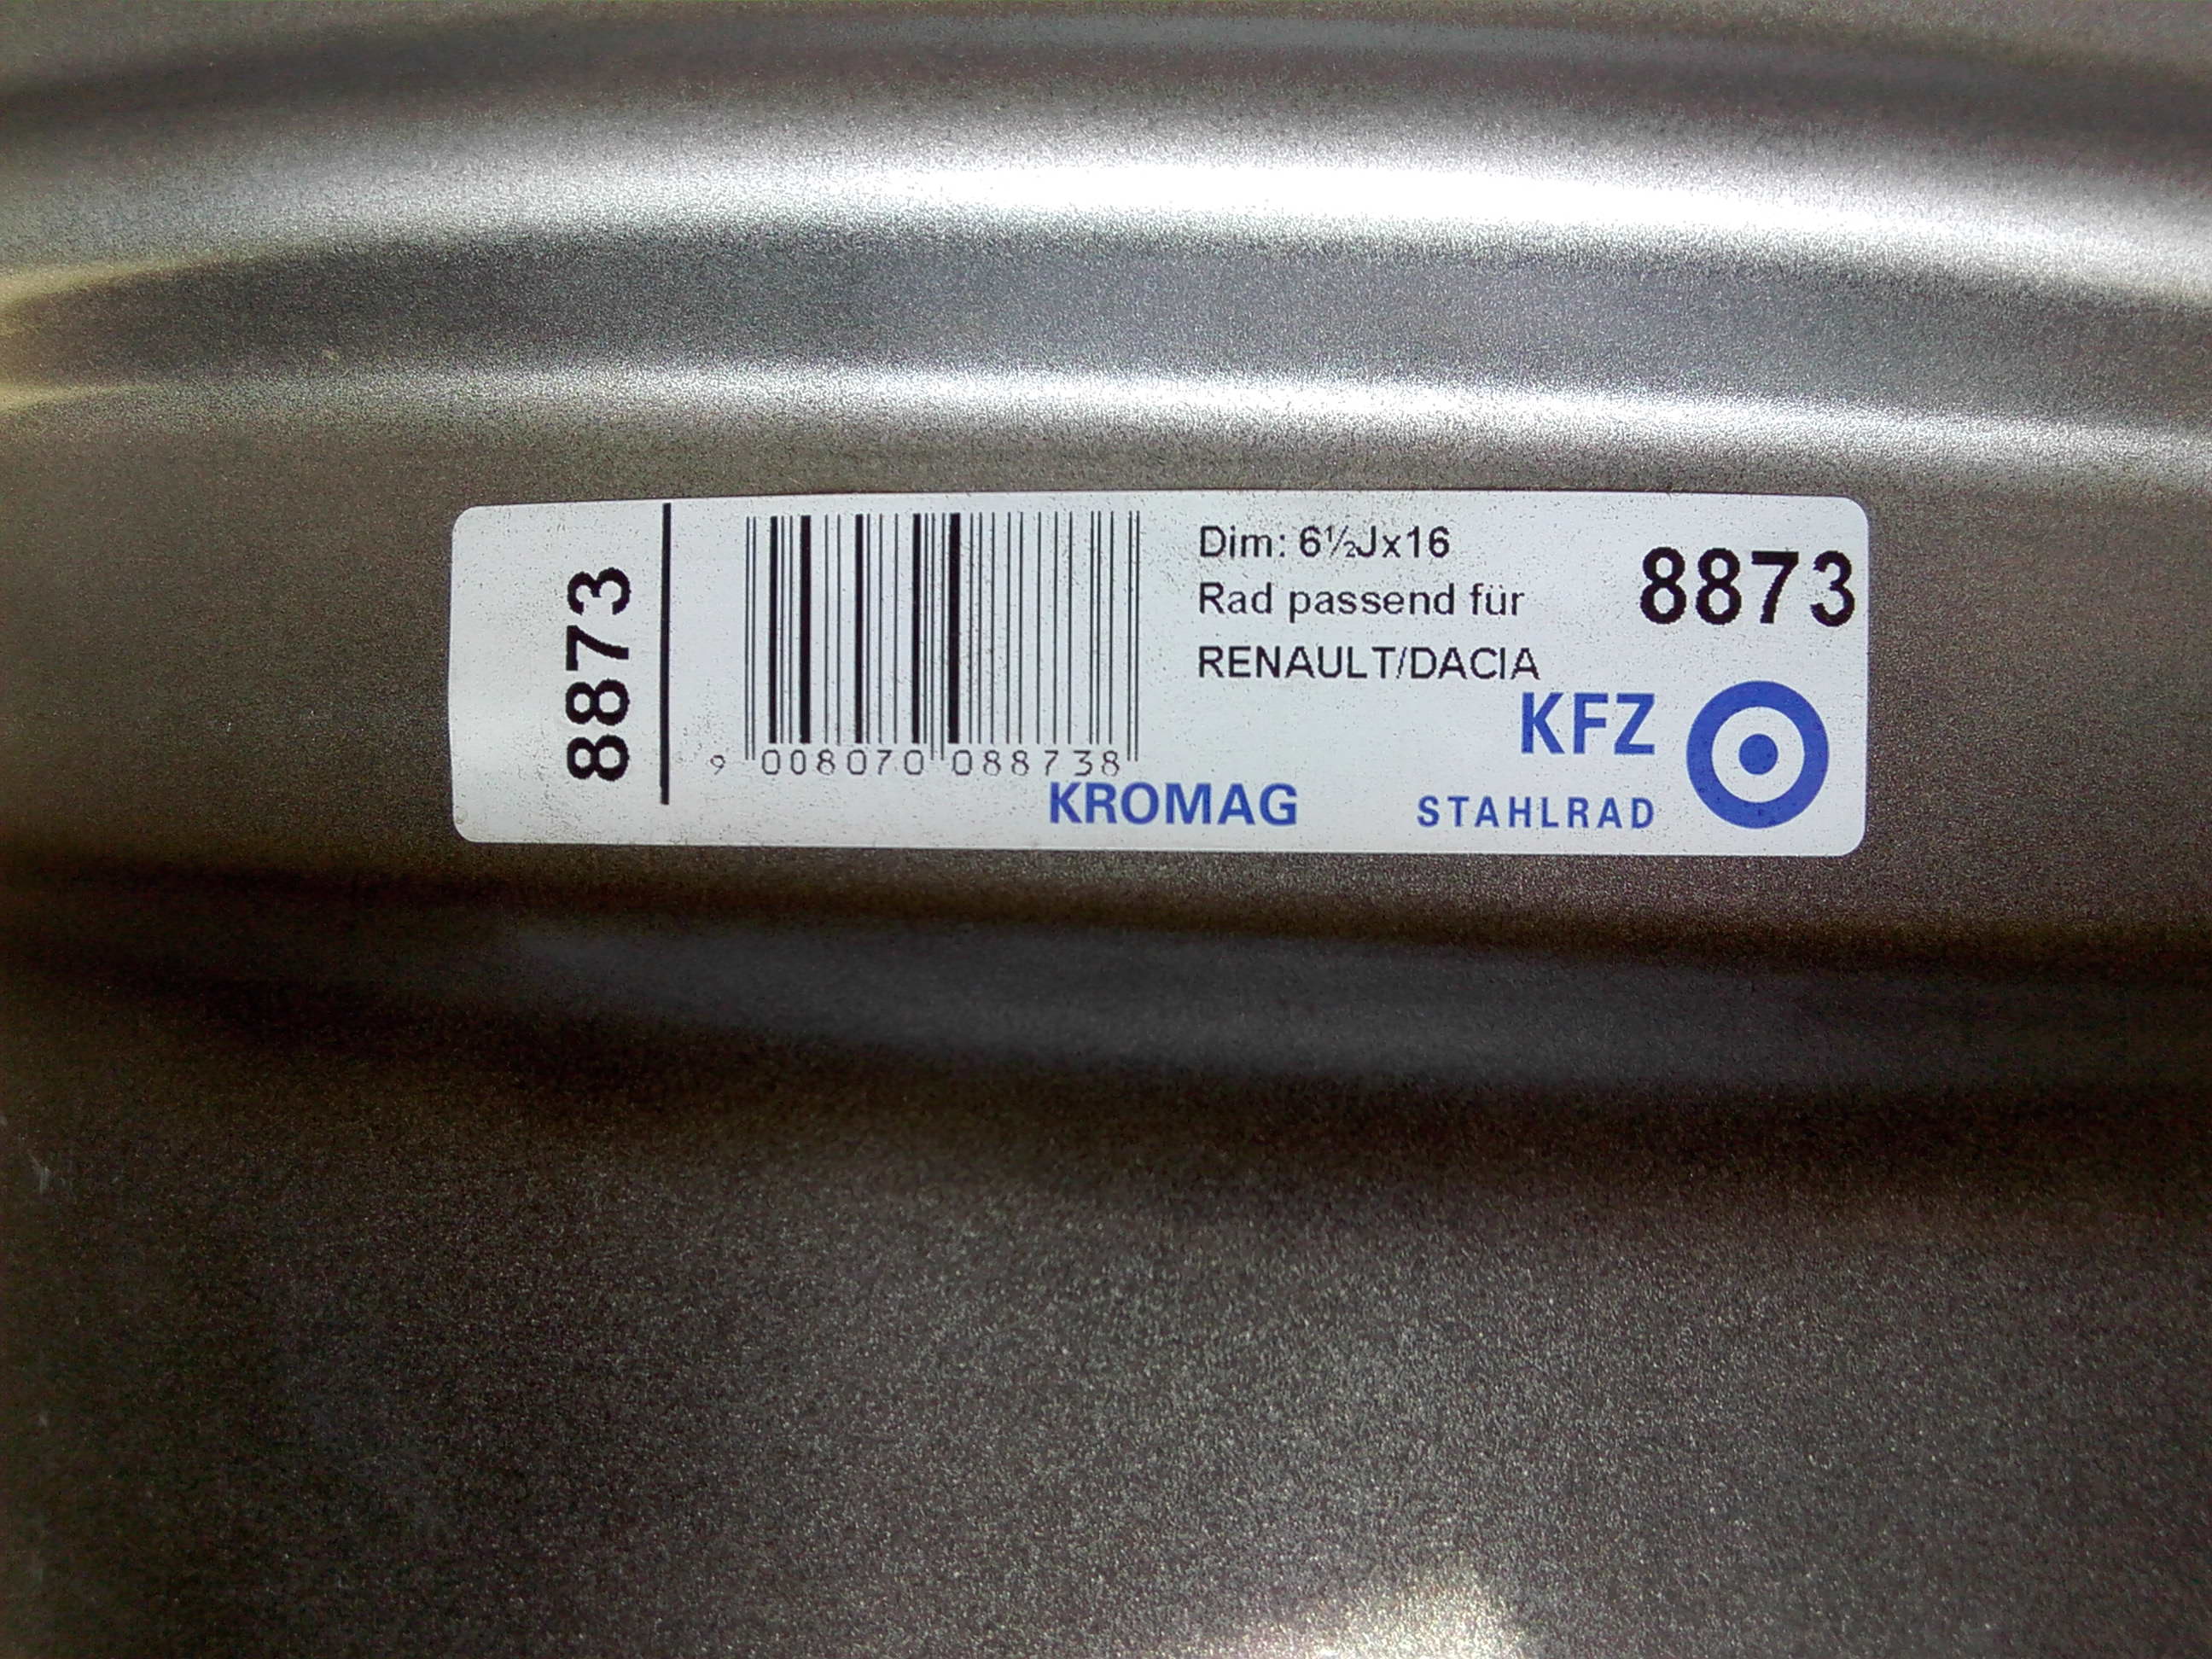 8873
9 008070 088738
Dim: 6½Jx16
Rad passend für
RENAULT/DACIA
8873
KFZ
KROMAG
STAHLRAD